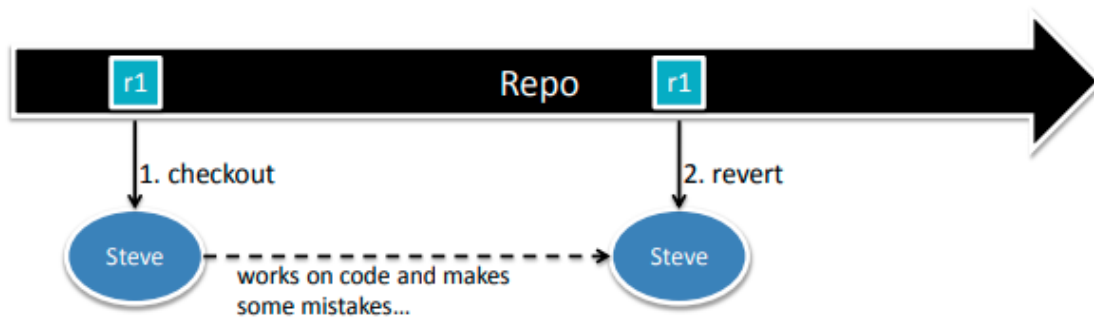 r1
Repo
r1
1. checkout
2. revert
Steve
Steve
works on code and makes
some mistakes...